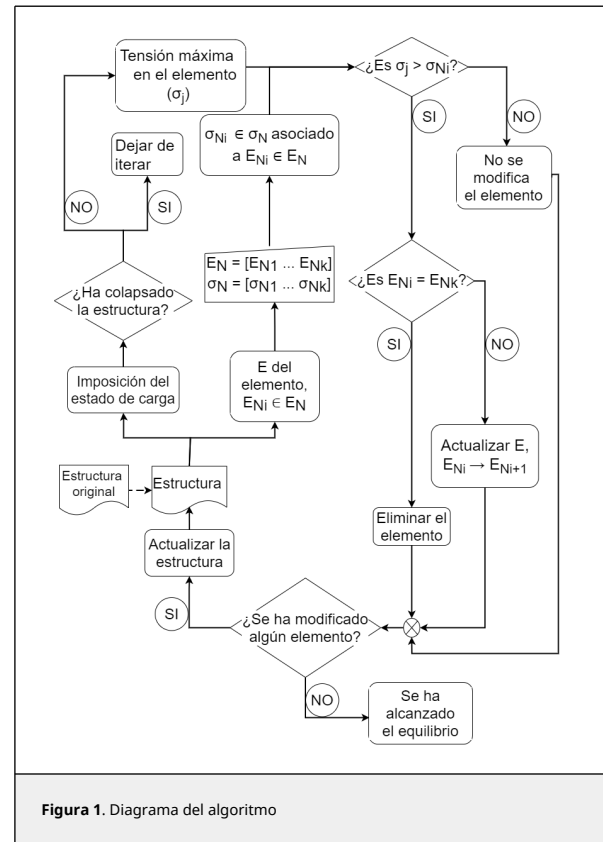 Tensión máxima
en el elemento
(σj)
¿Es σj > σNi?
NO
SI
No se
modifica
el elemento
Dejar de
iterar
σNi ∈ σN asociado
a ENi ∈ EN
NO
SI
EN = [EN1 ... ENk]
σN = [σN1 ... σNk]
¿Es ENi = ENk?
¿Ha colapsado
la estructura?
SI
NO
Imposición del
estado de carga
E del
elemento,
ENi ∈ EN
Actualizar E,
ENi → ENi+1
Estructura
original
Estructura
Eliminar el
elemento
Actualizar la
estructura
SI
¿Se ha modificado
algún elemento?
NO
Se ha
alcanzado
el equilibrio
Figura 1. Diagrama del algoritmo